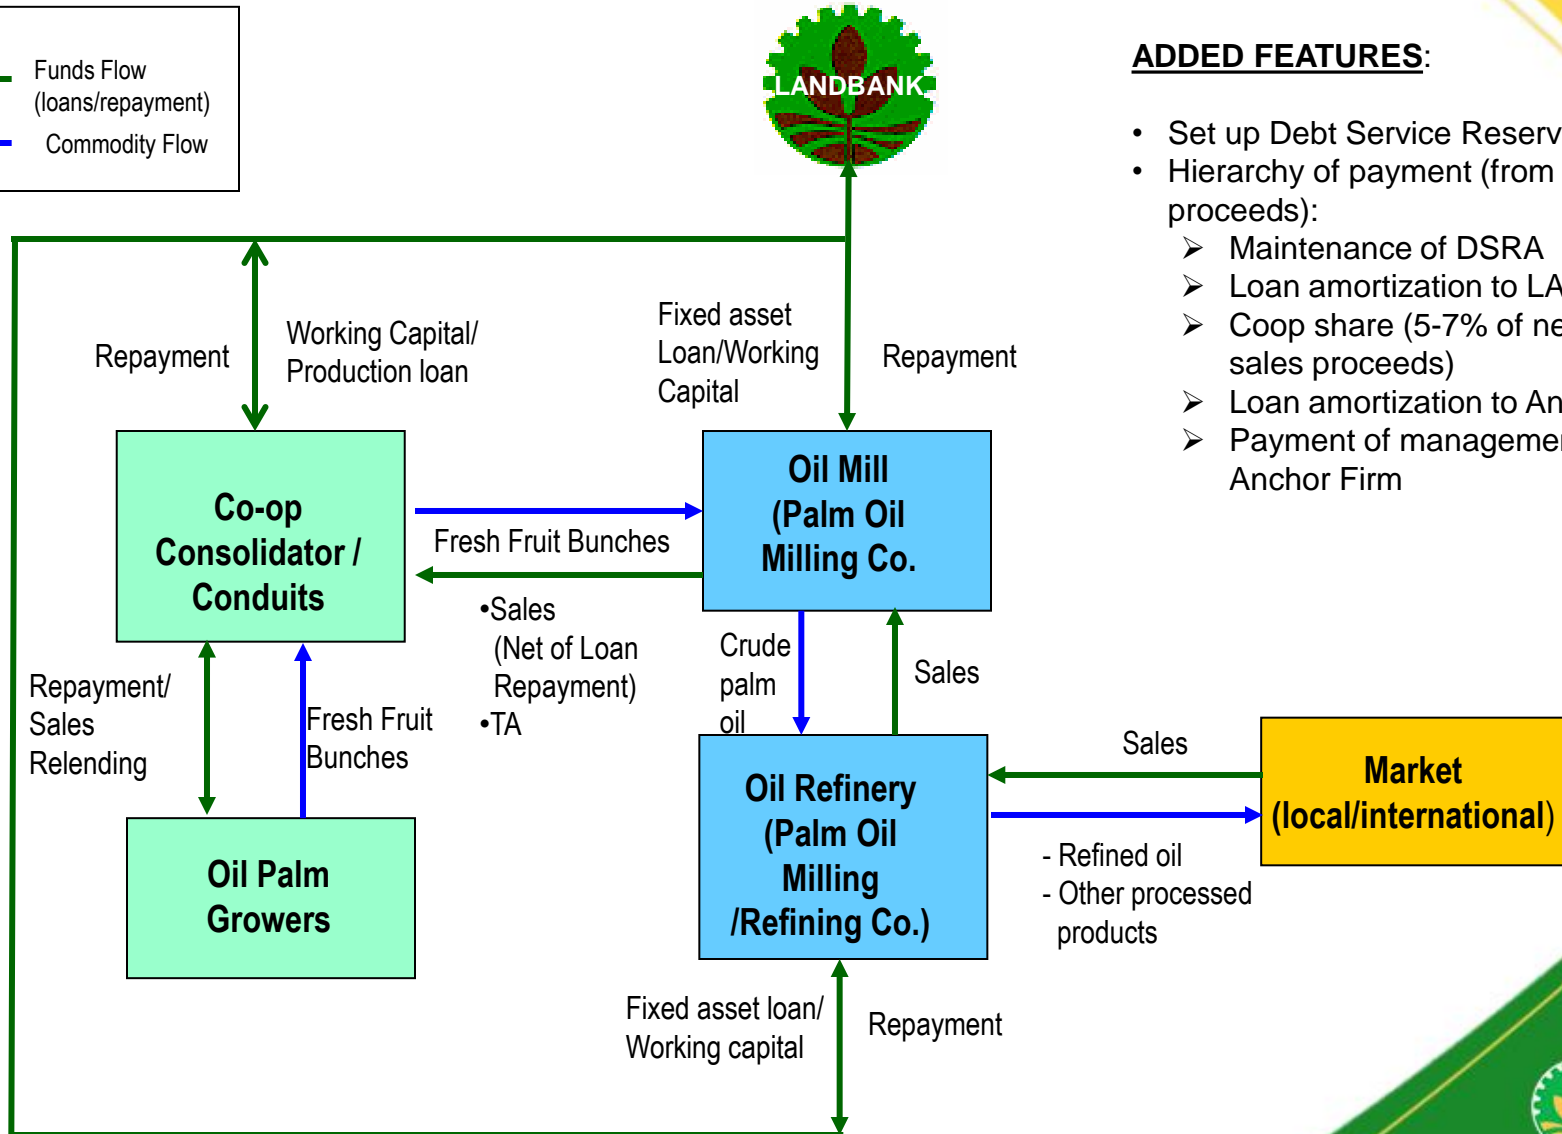 Funds Flow
(loans/repayment)
Commodity Flow
LANDBANK
ADDED FEATURES:
• Set up Debt Service Reserv
• Hierarchy of payment (from
proceeds):
➢ Maintenance of DSRA
➢ Loan amortization to LA
➢ Coop share (5-7% of ne
sales proceeds)
➢ Loan amortization to An
➢ Payment of managemer
Anchor Firm
Repayment
Working Capital/
Production loan
Fixed asset
Loan/Working
Capital
Repayment
Co-op
Consolidator /
Conduits
Fresh Fruit Bunches
Oil Mill
(Palm Oil
Milling Co.
•Sales
(Net of Loan
Repayment)
•TA
Crude
palm
oil
Sales
Repayment/
Sales
Relending
Fresh Fruit
Bunches
Oil Palm
Growers
Oil Refinery
(Palm Oil
Milling
/Refining Co.)
Sales
Market
(local/international)
- Refined oil
- Other processed
products
Fixed asset loan/
Working capital
Repayment